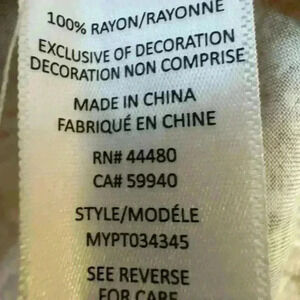 100% RAYON/RAYONNE
EXCLUSIVE OF DECORATION
DECORATION NON COMPRISE
MADE IN CHINA
FABRIQUÉ EN CHINE
RN# 44480
CA# 59940
STYLE/MODÉLE
MYPT034345
SEE REVERSE
FOR CARE